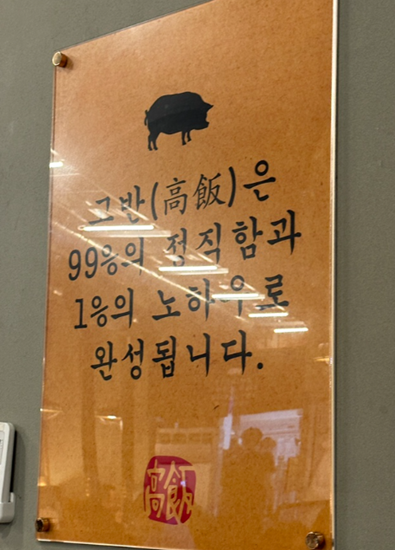 고반(高飯)은
99%의 정직함과
1%의 노하우로
완성됩니다.
高飯